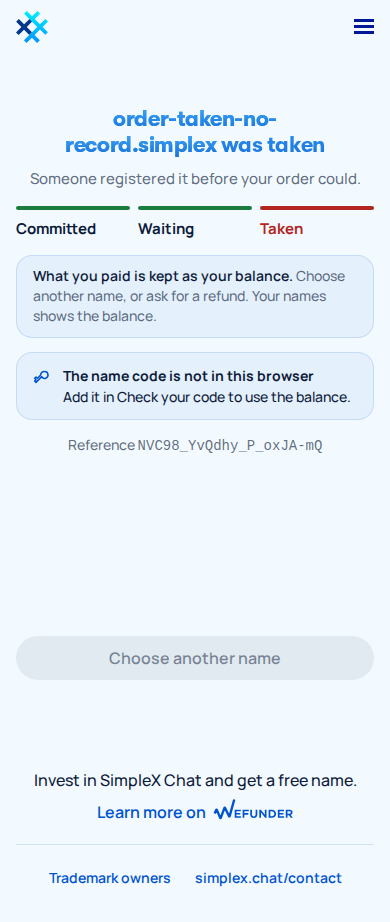 order-taken-no-
record.simplex was taken
Someone registered it before your order could.
Committed
Waiting
Taken
What you paid is kept as your balance. Choose
another name, or ask for a refund. Your names
shows the balance.
The name code is not in this browser
Add it in Check your code to use the balance.
Reference NVC98_YvQdhy_P_oxJA-mQ
Choose another name
Invest in SimpleX Chat and get a free name.
Learn more on WEFUNDER
Trademark owners
simplex.chat/contact